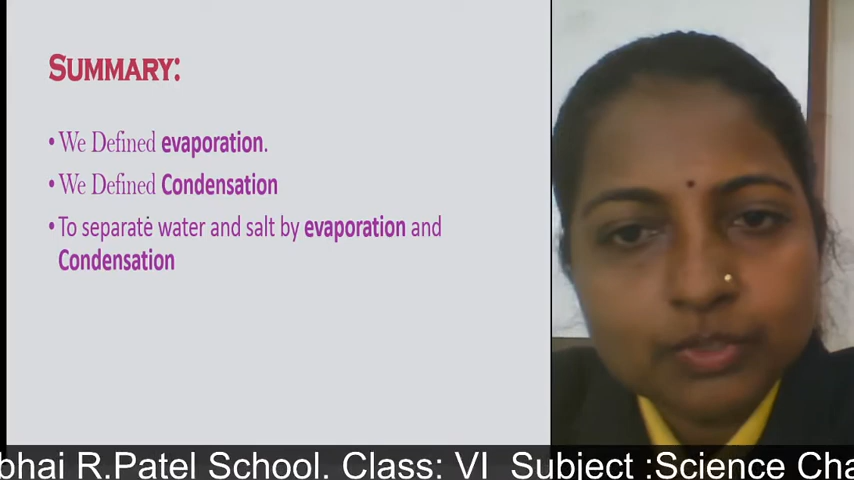 SUMMARY:
• We Defined evaporation.
• We Defined Condensation
• To separate water and salt by evaporation and
Condensation
bhai R.Patel School. Class: VI Subject :Science Cha